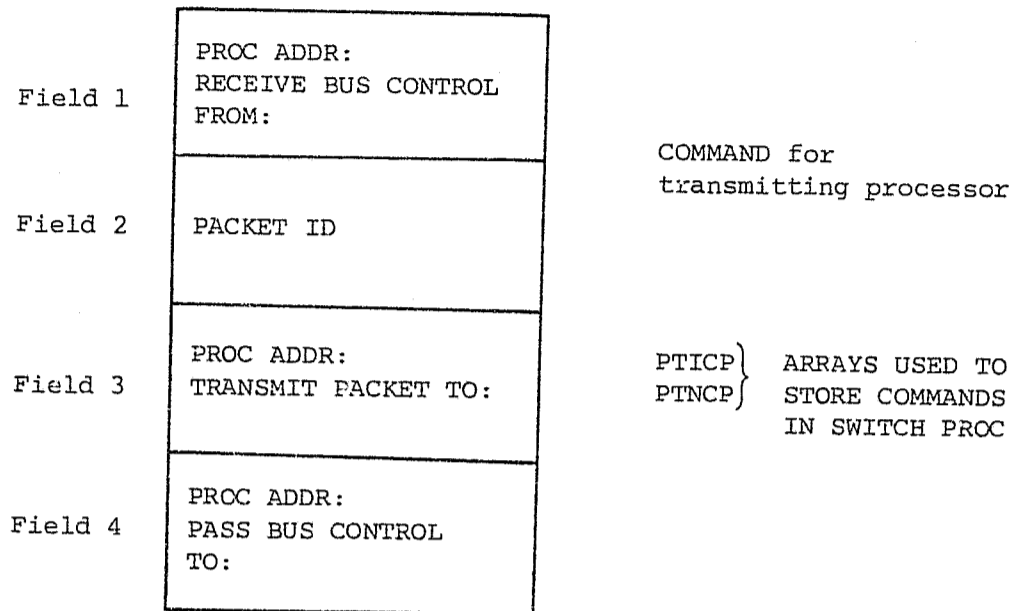 Field 1
PROC ADDR:
RECEIVE BUS CONTROL
FROM:
COMMAND for
transmitting processor
Field 2
PACKET ID
Field 3
PROC ADDR:
TRANSMIT PACKET TO:
PTICP
PTNCP
ARRAYS USED TO
STORE COMMANDS
IN SWITCH PROC
Field 4
PROC ADDR:
PASS BUS CONTROL
TO: